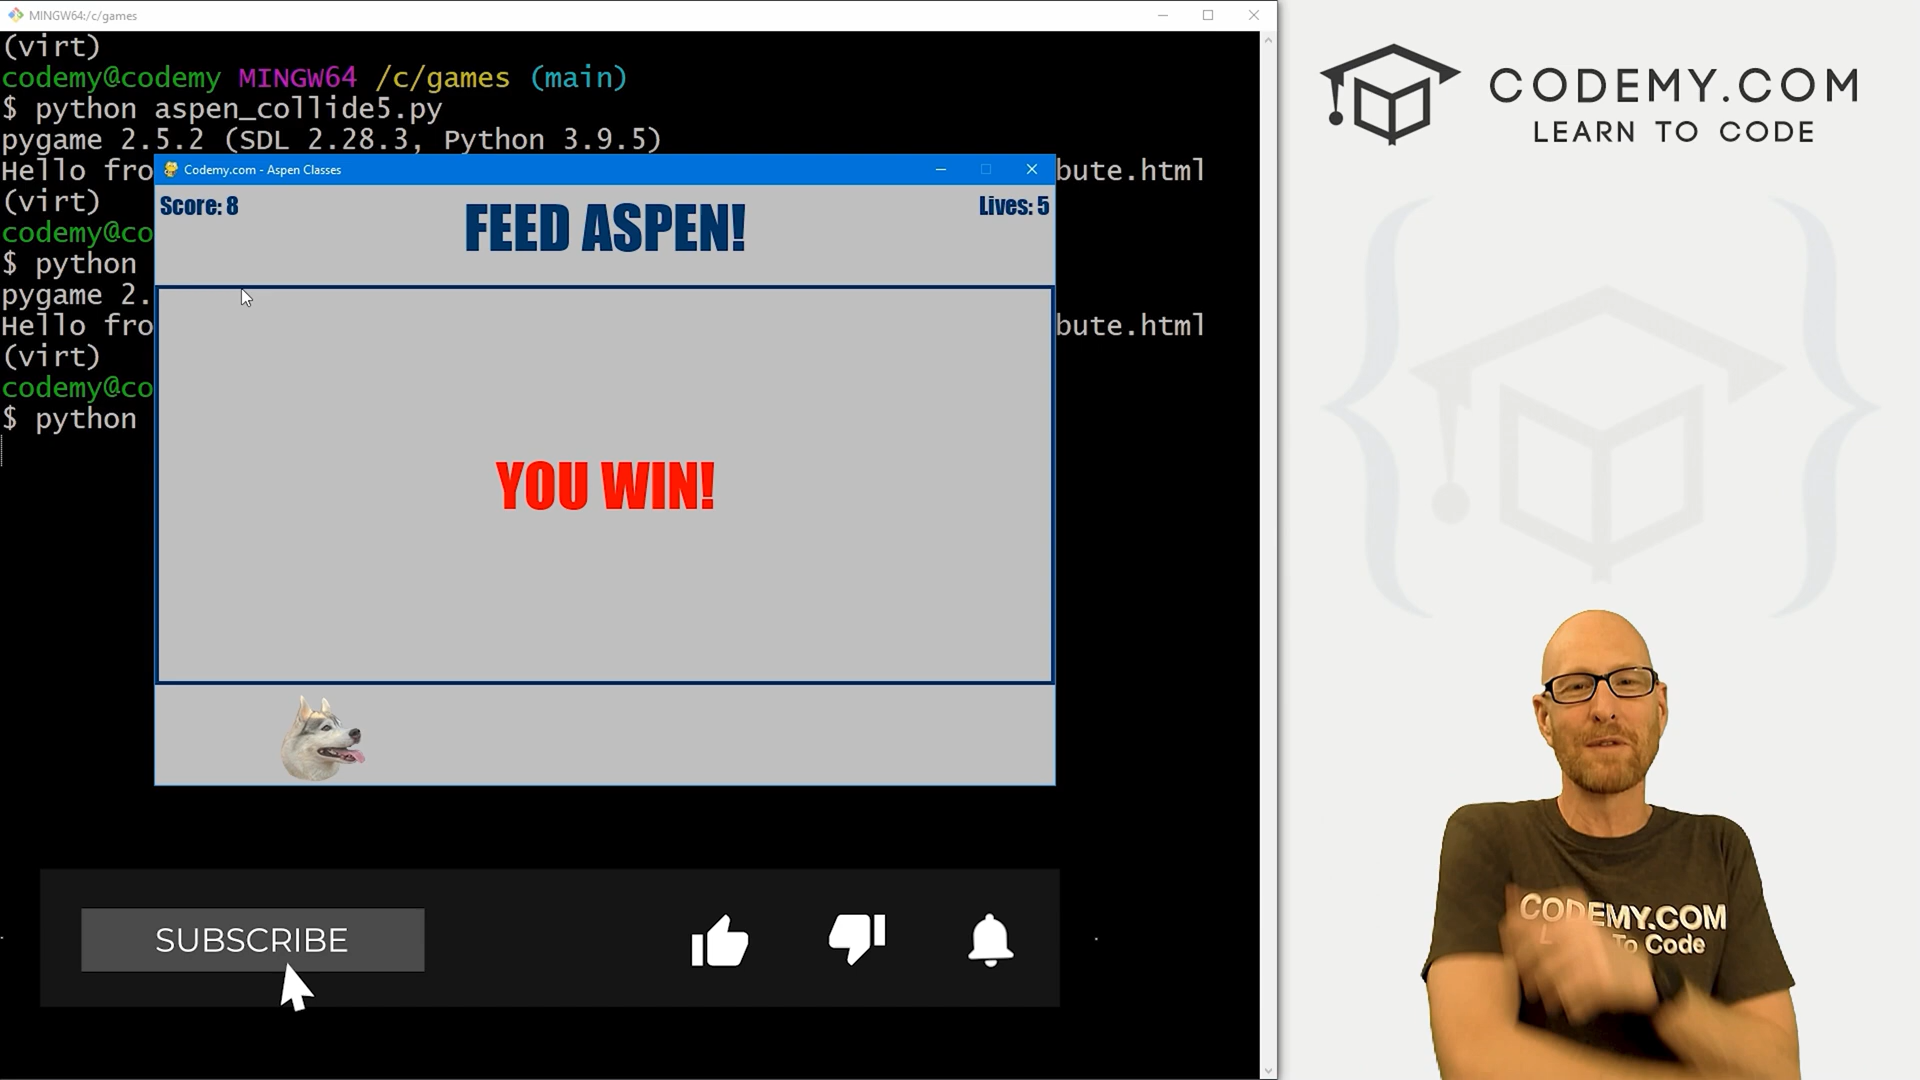 MINGW64:/c/games
(virt)
codemy@codemy MINGW64 /c/games (main)
$ python aspen_collide5.py
pygame 2.5.2 (SDL 2.28.3, Python 3.9.5)
Hello fro
bute.html
(virt)
codemy@co
$ python
pygame 2.
Hello fro
bute.html
(virt)
codemy@co
$ python
Codemy.com - Aspen Classes
Score: 8
FEED ASPEN!
Lives: 5
YOU WIN!
SUBSCRIBE
CODEMY.COM
LEARN TO CODE
CODEMY.COM
To Code